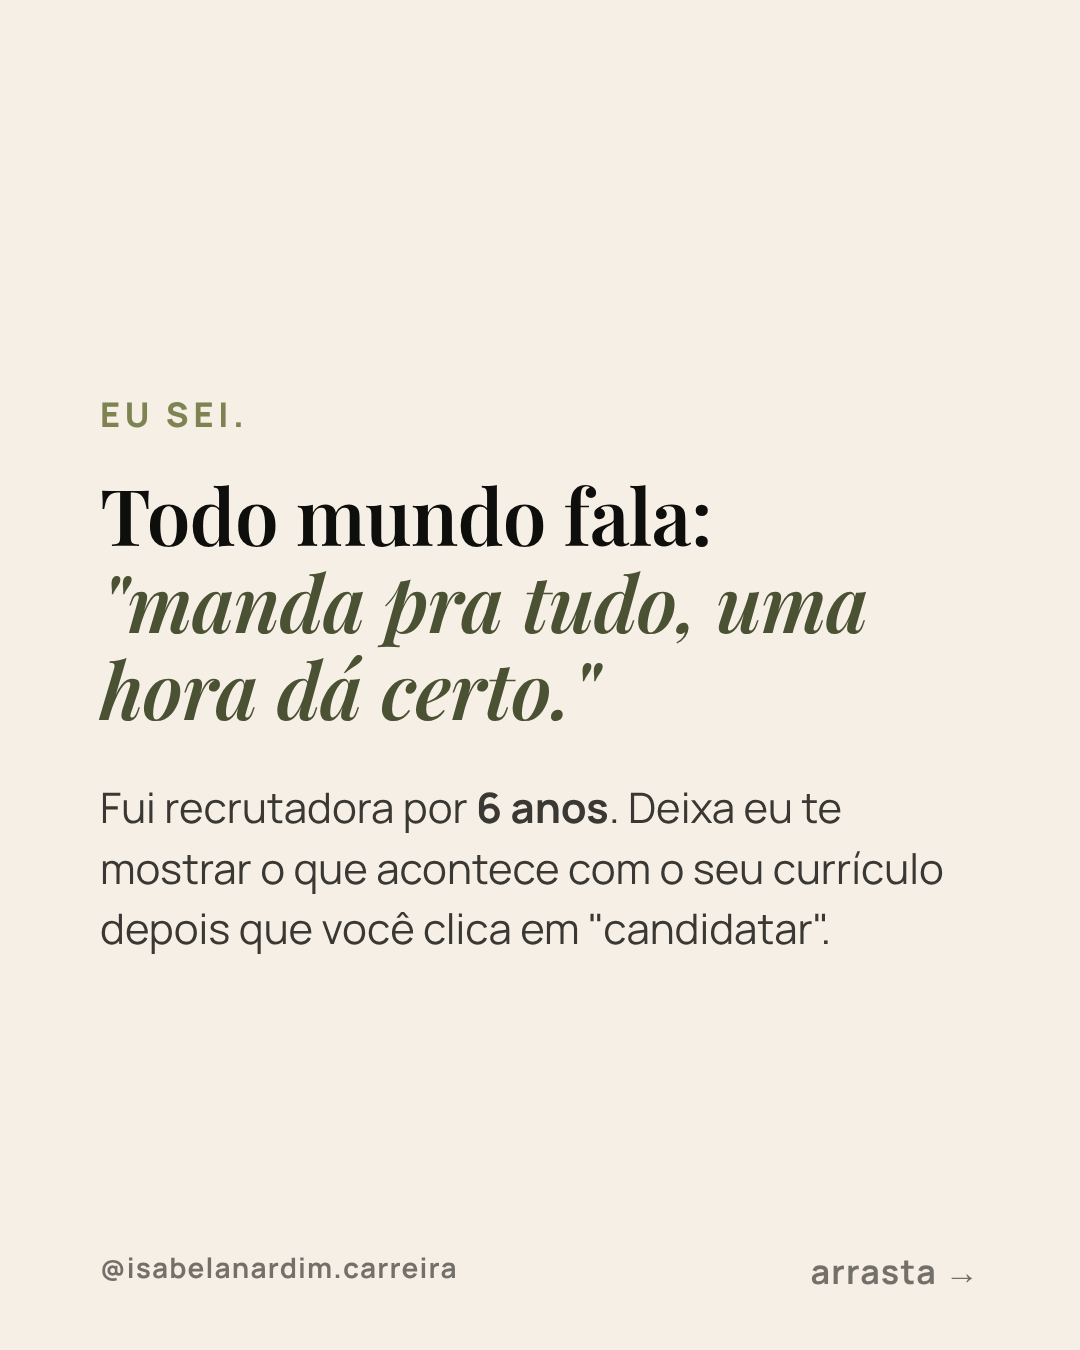 EU SEI.
Todo mundo fala:
"manda pra tudo, uma
hora dá certo."
Fui recrutadora por 6 anos. Deixa eu te
mostrar o que acontece com o seu currículo
depois que você clica em "candidatar".
@isabelanardim.carreira
arrasta →